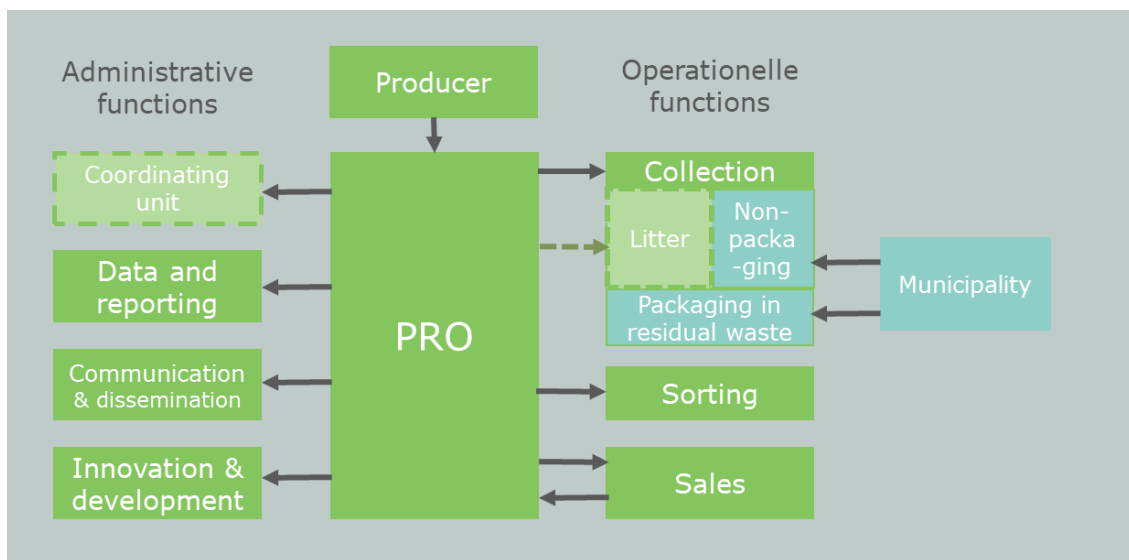 Administrative
functions
Producer
Operationelle
functions
Coordinating
unit
Data and
reporting
Communication
& dissemination
Innovation &
development
PRO
Collection
Litter
Non-
packa
-ging
Packaging in
residual waste
Municipality
Sorting
Sales